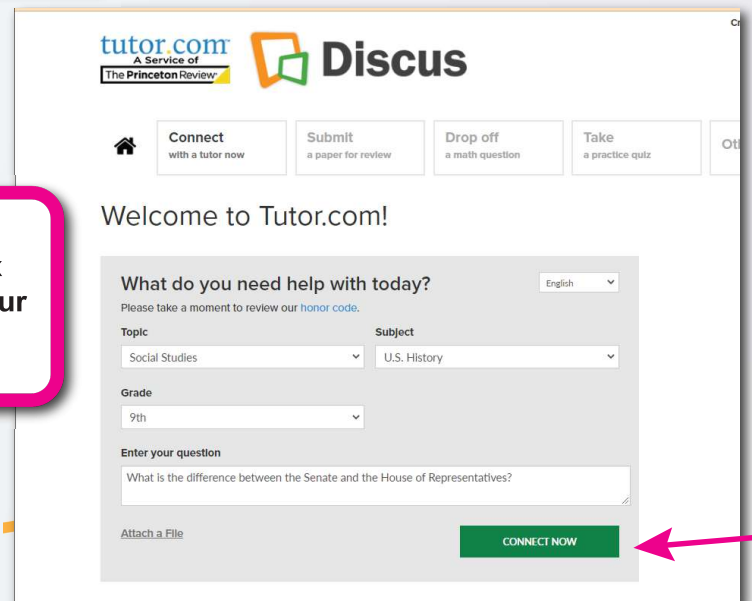 Cr
tutor.com
A Service of
The Princeton Review
Discus
Connect
with a tutor now
Submit
a paper for review
Drop off
a math question
Take
a practice quiz
Welcome to Tutor.com!
ur
What do you need help with today?
English
Please take a moment to review our honor code.
Topic
Subject
Social Studies
U.S. History
Grade
9th
Enter your question
What is the difference between the Senate and the House of Representatives?
Attach a File
CONNECT NOW